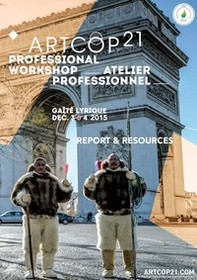 ARTCOP21
PROFESSIONAL
WORKSHOP ATELIER
PROFESSIONNEL
GAÎTÉ LYRIQUE
DEC. 3 & 4 2015
REPORT & RESOURCES
ARTCOP21.COM